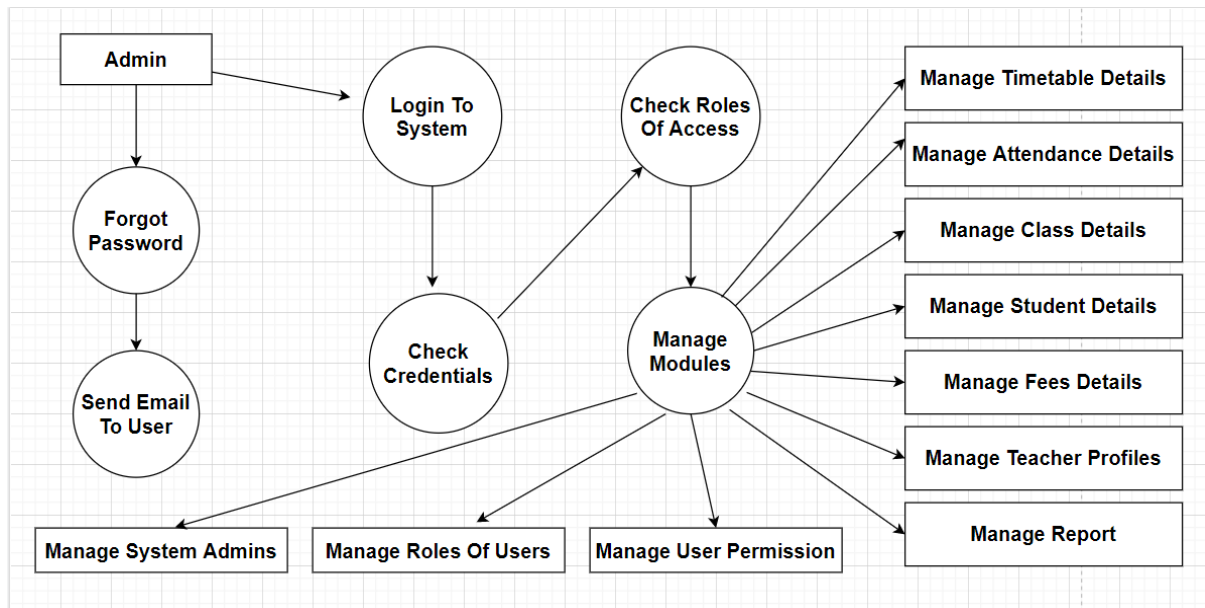 Admin
Login To
System
Check Roles
Of Access
Manage Timetable Details
Manage Attendance Details
Forgot
Password
Manage Class Details
Manage Student Details
Check
Credentials
Manage
Modules
Manage Fees Details
Send Email
To User
Manage Teacher Profiles
Manage Report
Manage System Admins
Manage Roles Of Users
Manage User Permission